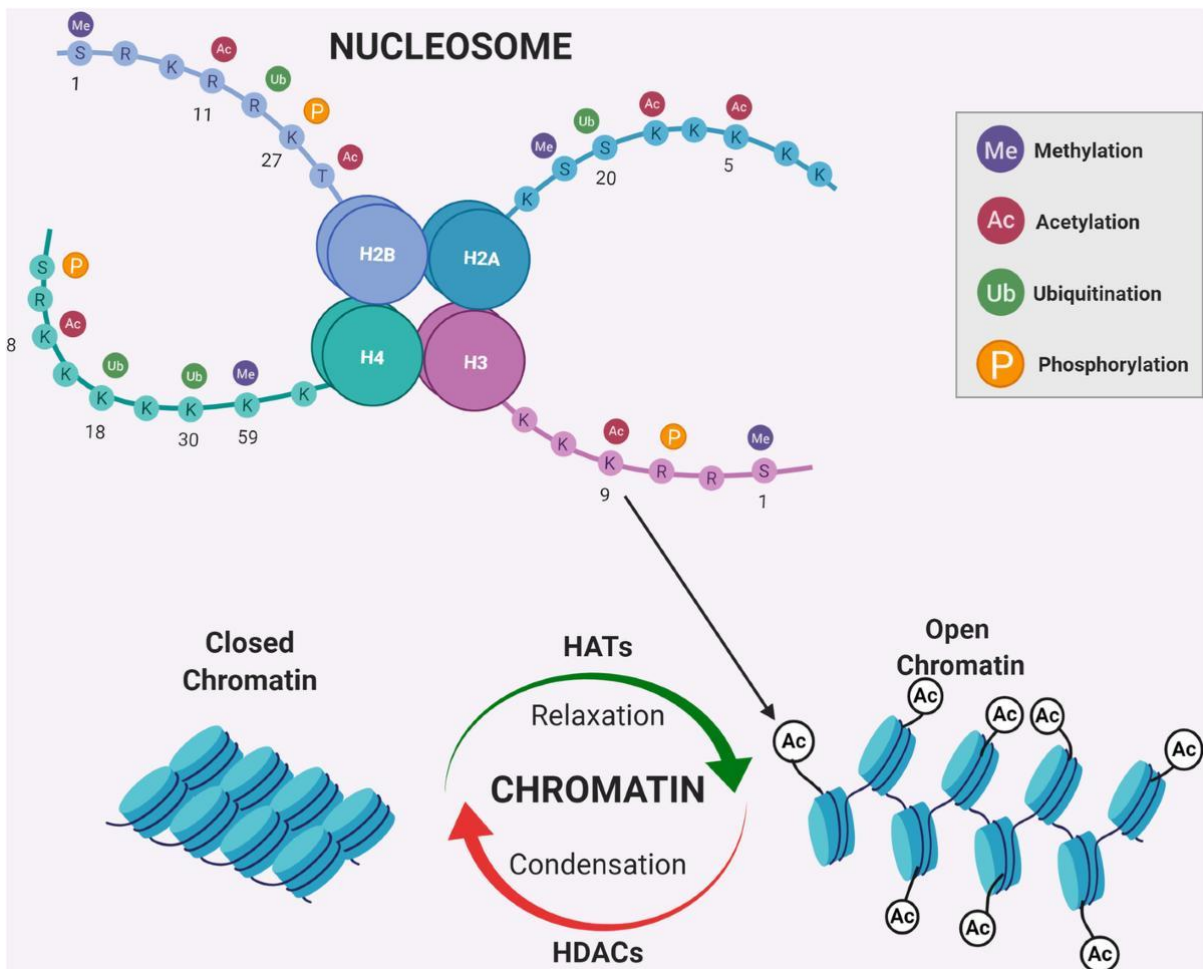 NUCLEOSOME
Me
S R K R R K T
Ac
Ub
P
Ac
1
11
27
Me
Ub
Ac
Ac
K S S K K K K K
20
5
Me Methylation
Ac Acetylation
Ub Ubiquitination
P Phosphorylation
H2B
H2A
H4
H3
S
P
R
K
Ac
8
K
K K K K K
Ub
Ub
Me
18
30
59
K K K R R S
Ac
P
Me
9
1
Closed
Chromatin
HATs
Relaxation
CHROMATIN
Condensation
HDACs
Open
Chromatin
Ac
Ac
Ac
Ac
Ac
Ac
Ac
Ac